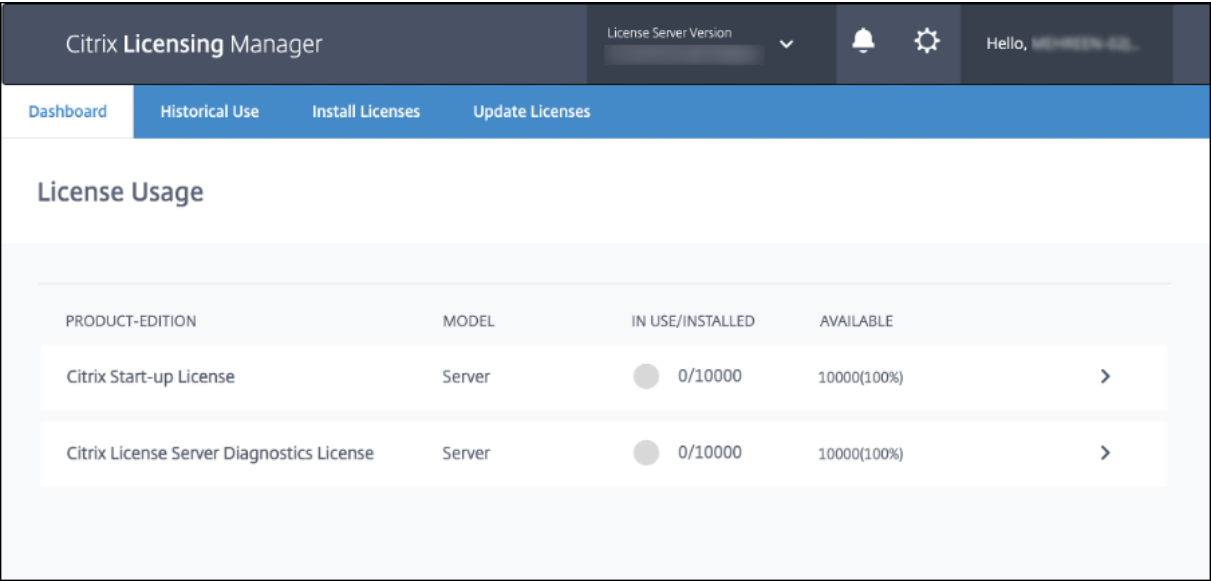 Citrix Licensing Manager
License Server Version
Hello,
Dashboard Historical Use Install Licenses Update Licenses
License Usage
PRODUCT-EDITION MODEL IN USE/INSTALLED AVAILABLE
Citrix Start-up License Server 0/10000 10000(100%)
Citrix License Server Diagnostics License Server 0/10000 10000(100%)